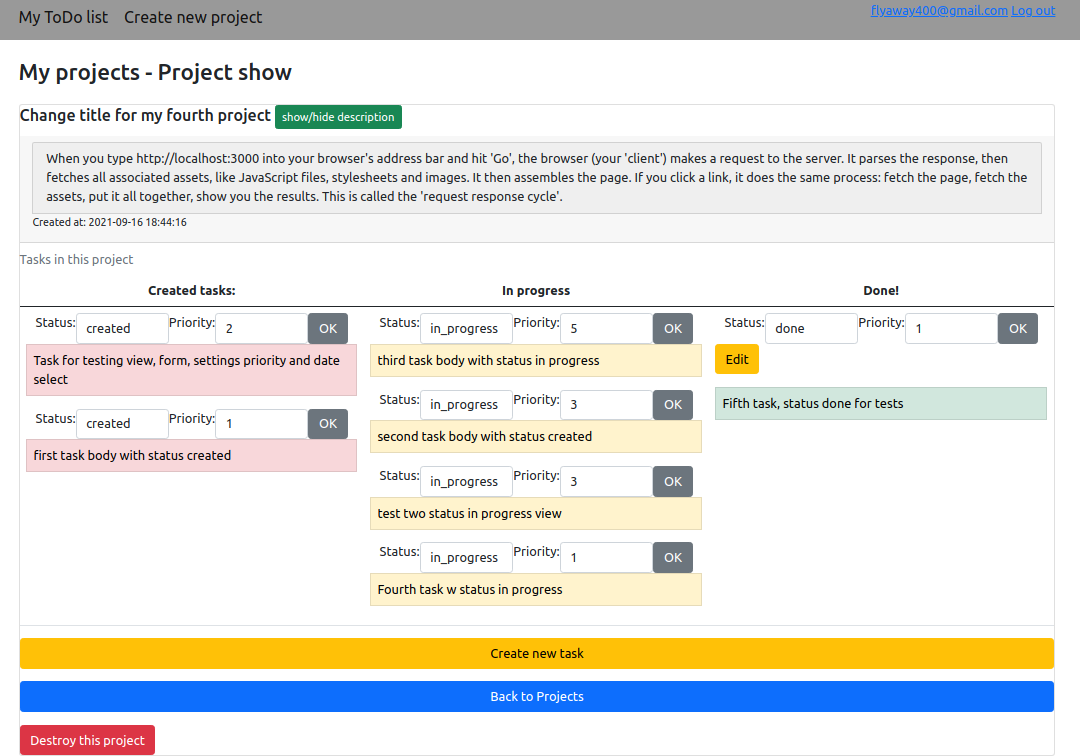 My ToDo list Create new project flyaway400@gmail.com Log out
My projects - Project show
Change title for my fourth project show/hide description
When you type http://localhost:3000 into your browser's address bar and hit 'Go', the browser (your 'client') makes a request to the server. It parses the response, then
fetches all associated assets, like JavaScript files, stylesheets and images. It then assembles the page. If you click a link, it does the same process: fetch the page, fetch the
assets, put it all together, show you the results. This is called the 'request response cycle'.
Created at: 2021-09-16 18:44:16
Tasks in this project
Created tasks:
Status: created Priority: 2 OK
Task for testing view, form, settings priority and date
select
Status: created Priority: 1 OK
first task body with status created
In progress
Status: in_progress Priority: 5 OK
third task body with status in progress
Status: in_progress Priority: 3 OK
second task body with status created
Status: in_progress Priority: 3 OK
test two status in progress view
Status: in_progress Priority: 1 OK
Fourth task w status in progress
Done!
Status: done Priority: 1 OK
Edit
Fifth task, status done for tests
Create new task
Back to Projects
Destroy this project